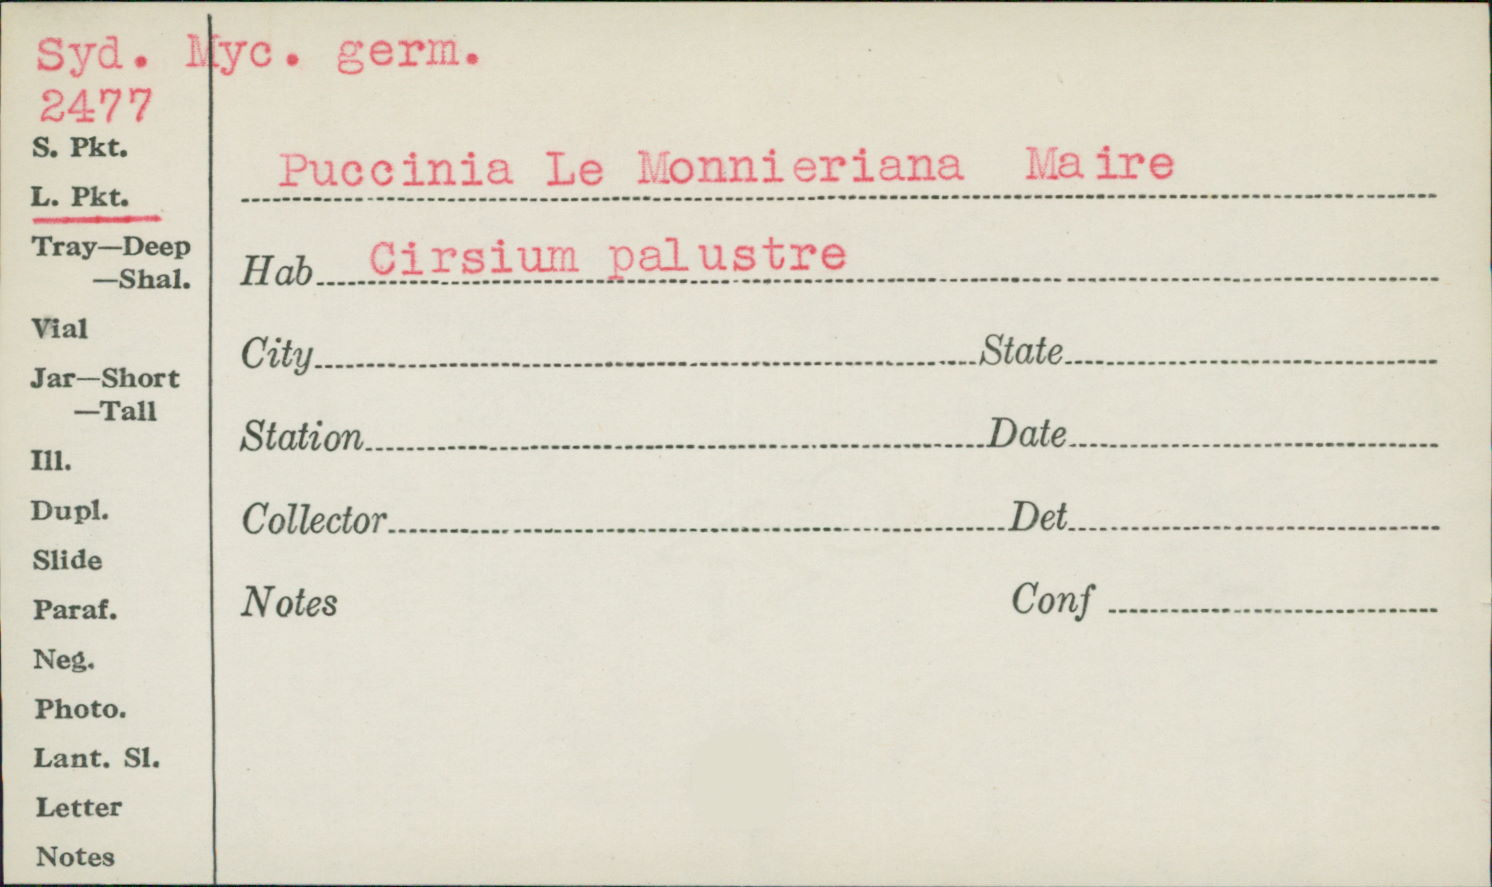 Syd. Myc. germ.
2477
S. Pkt.
L. Pkt.
Tray—Deep
—Shal.
Vial
Jar—Short
—Tall
Ill.
Dupl.
Slide
Paraf.
Neg.
Photo.
Lant. Sl.
Letter
Notes
Puccinia Le Monnieriana Maire
Hab Cirsium palustre
City State
Station Date
Collector Det
Notes Conf